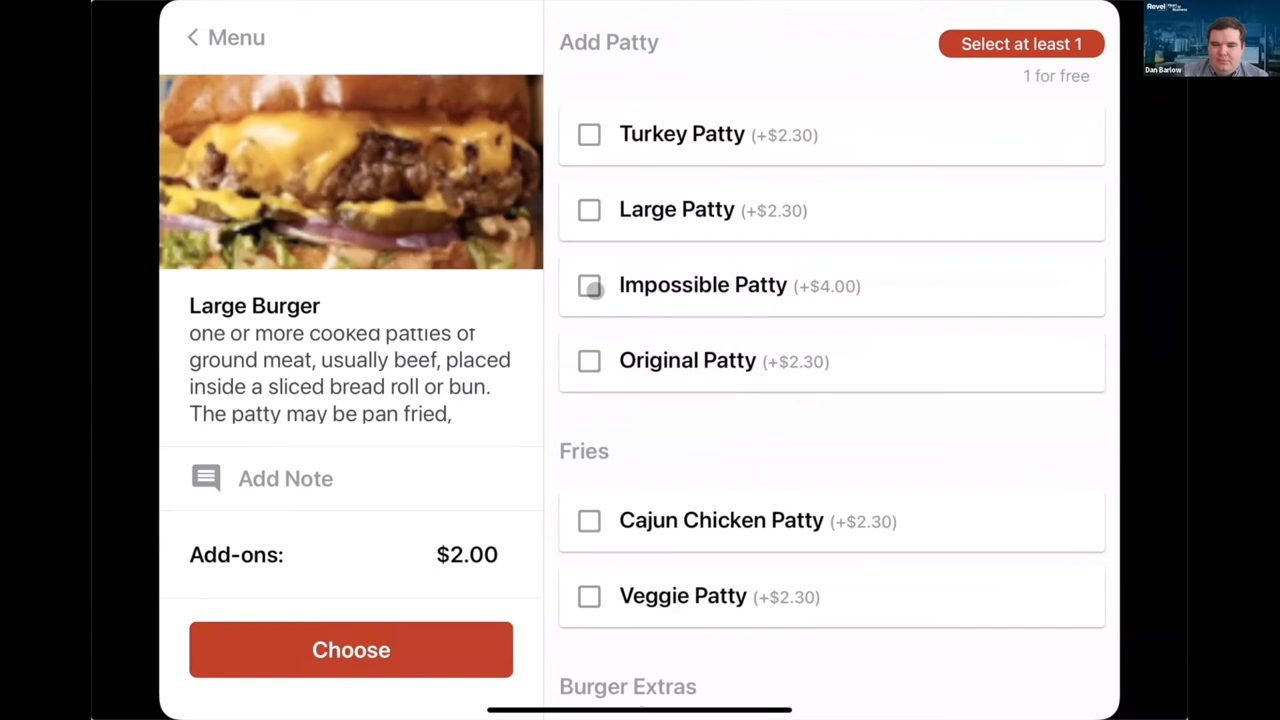 Menu
Large Burger
one or more cooked patties of
ground meat, usually beef, placed
inside a sliced bread roll or bun.
The patty may be pan fried,
Add Note
Add-ons: $2.00
Choose
Add Patty
Select at least 1
1 for free
Turkey Patty (+$2.30)
Large Patty (+$2.30)
Impossible Patty (+$4.00)
Original Patty (+$2.30)
Fries
Cajun Chicken Patty (+$2.30)
Veggie Patty (+$2.30)
Burger Extras
Revel
Dan Barlow